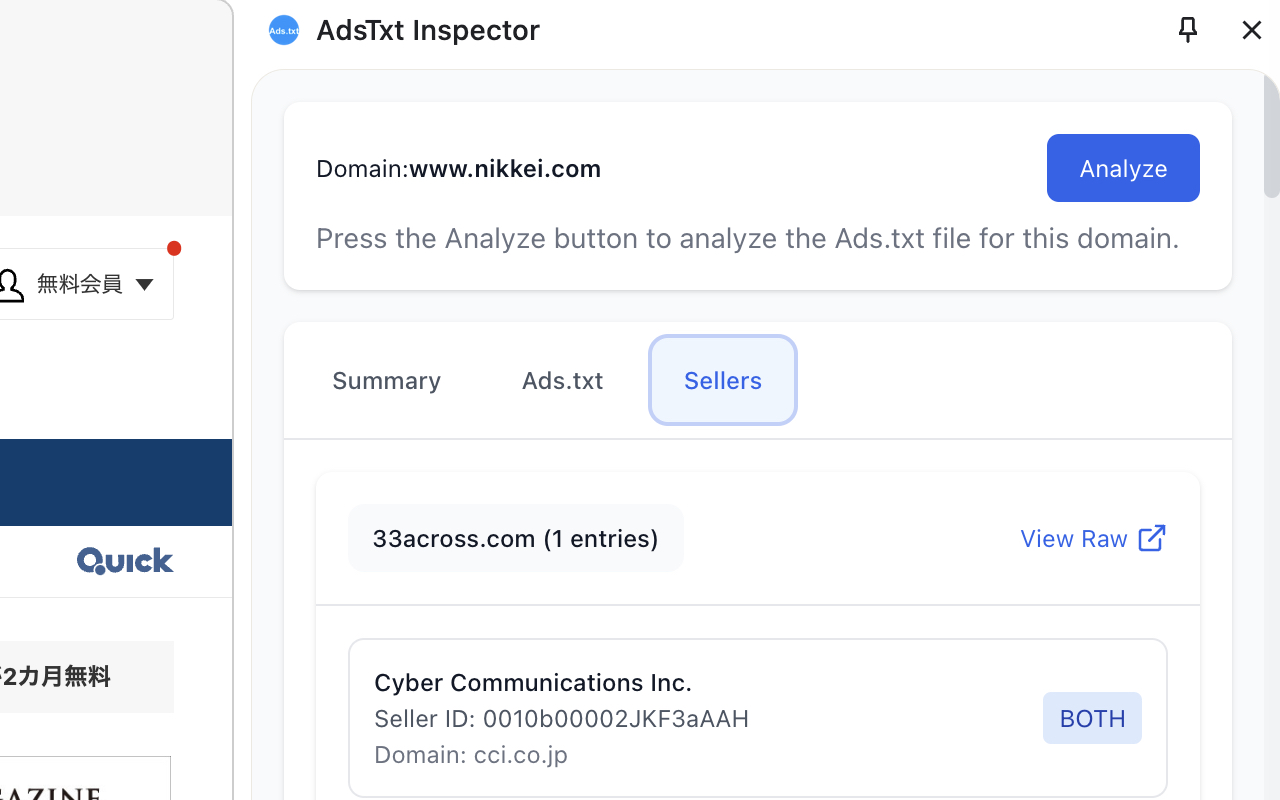 Ads.txt
AdsTxt Inspector
Domain:www.nikkei.com
Analyze
Press the Analyze button to analyze the Ads.txt file for this domain.
無料会員
Summary
Ads.txt
Sellers
33across.com (1 entries)
View Raw
Quick
2カ月無料
Cyber Communications Inc.
Seller ID: 0010b00002JKF3aAAH
Domain: cci.co.jp
BOTH
GAZINE